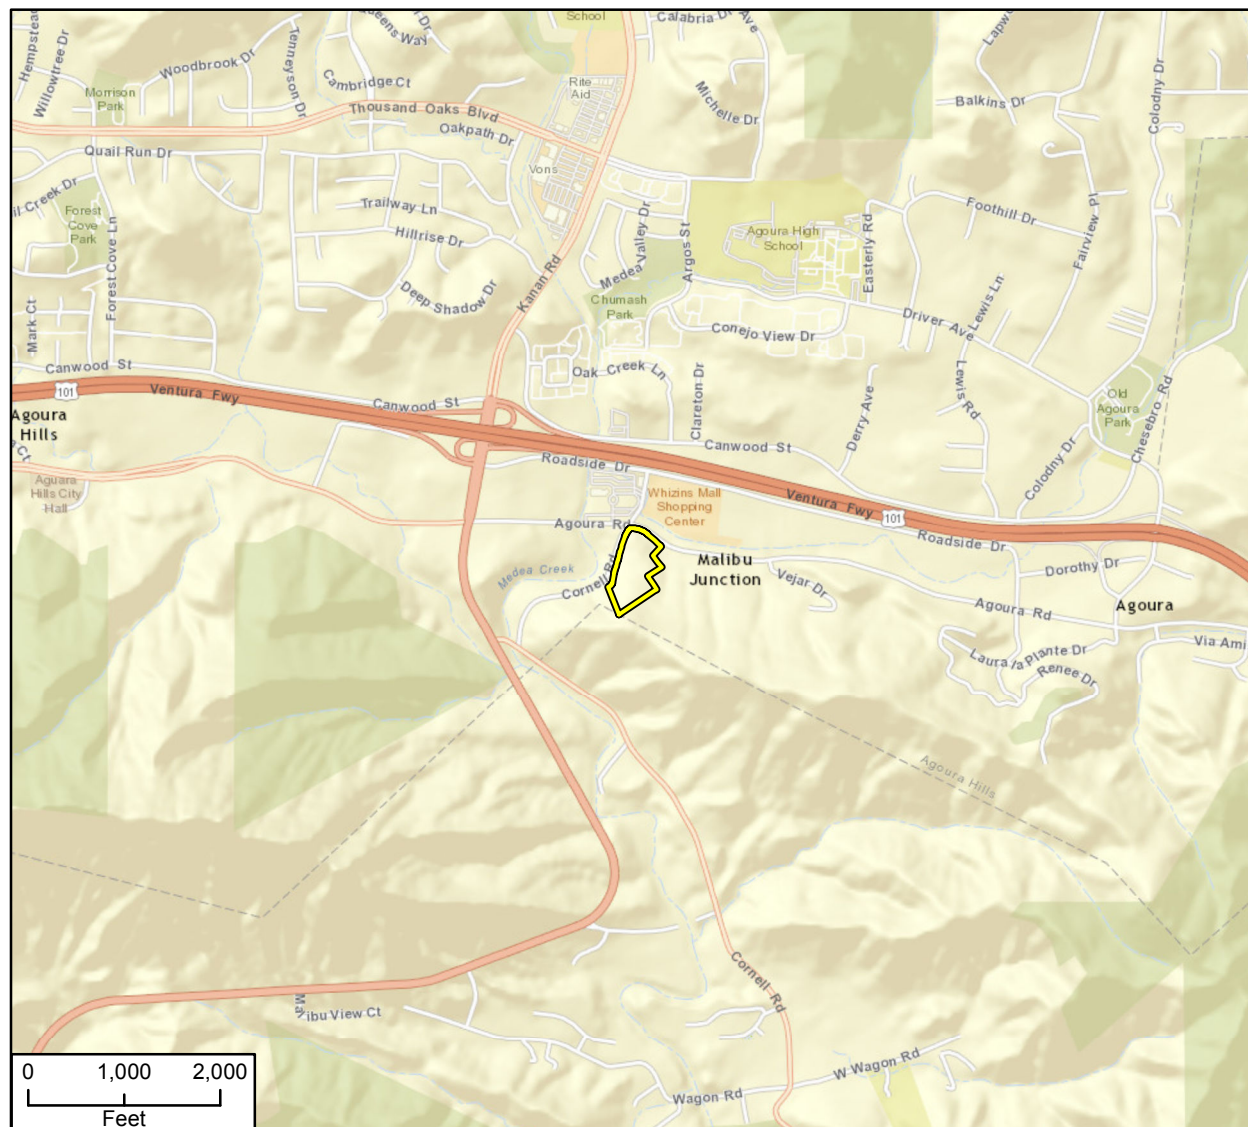 School
Calabria Dr
Ave
Queens Way
Dr
Hempstead
Willowtree Dr
Woodbrook Dr
Tenneyson Dr
Cambridge Ct
Rite
Aid
Michelle Dr
Balkins Dr
Colodny Dr
Morrison
Park
Thousand Oaks Blvd
Oakpath Dr
Quail Run Dr
Vons
il Creek Dr
Forest
Cove
Park
Forest Cove Ln
Trailway Ln
Hillrise Dr
Medea Valley Dr
Argos St
Agoura High
School
Easterly Rd
Foothill Dr
Fairview Pl
Mark Ct
Deep Shadow Dr
Kanan Rd
Chumash
Park
Conejo View Dr
Driver Ave
Lewis Ln
Canwood St
101
Ventura Fwy
Canwood St
Oak Creek Ln
Clareton Dr
Derry Ave
Lewis Rd
Old
Agoura
Park
Chesebro Rd
Agoura
Hills
Ct
Canwood St
Colodny Dr
Roadside Dr
Aguara
Hills City
Hall
Whizins Mall
Shopping
Center
Ventura Fwy
101
Roadside Dr
Agoura Rd
Medea Creek
Cornell Rd
Malibu
Junction
Vejar Dr
Dorothy Dr
Agoura Rd
Agoura
Laura la Plante Dr
Renee Dr
Via Ami
Agoura Hills
Cornell Rd
Malibu View Ct
W Wagon Rd
Wagon Rd
0 1,000 2,000
Feet